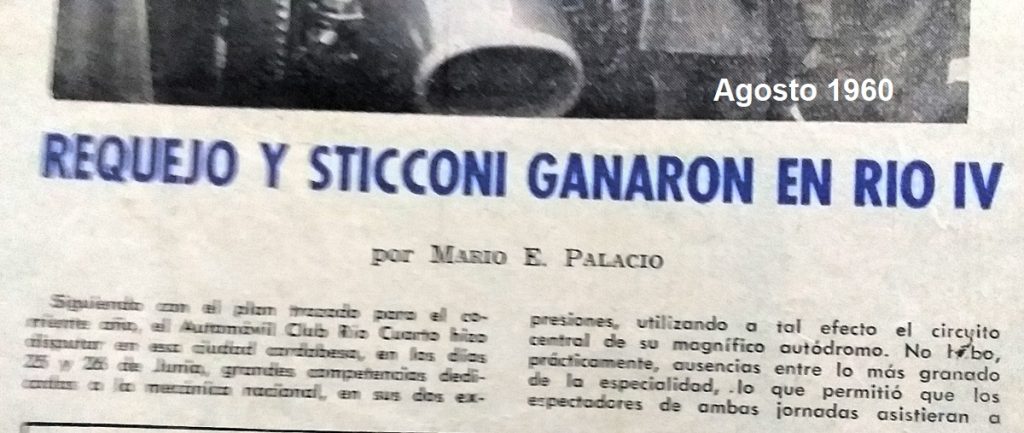 Agosto 1960
REQUEJO Y STICCONI GANARON EN RIO IV
por MARIO E. PALACIO
Siguiendo con el plan trazado para el co-
rriente año, el Automóvil Club Río Cuarto hizo
disputar en esa ciudad cordobesa, en los días
25 y 26 de Junio, grandes competencias dedi-
cadas a la mecánica nacional, en sus dos ex-
presiones, utilizando a tal efecto el circuito
central de su magnífico autódromo. No hubo,
prácticamente, ausencias entre lo más granado
de la especialidad, lo que permitió que los
espectadores de ambas jornadas asistieran a